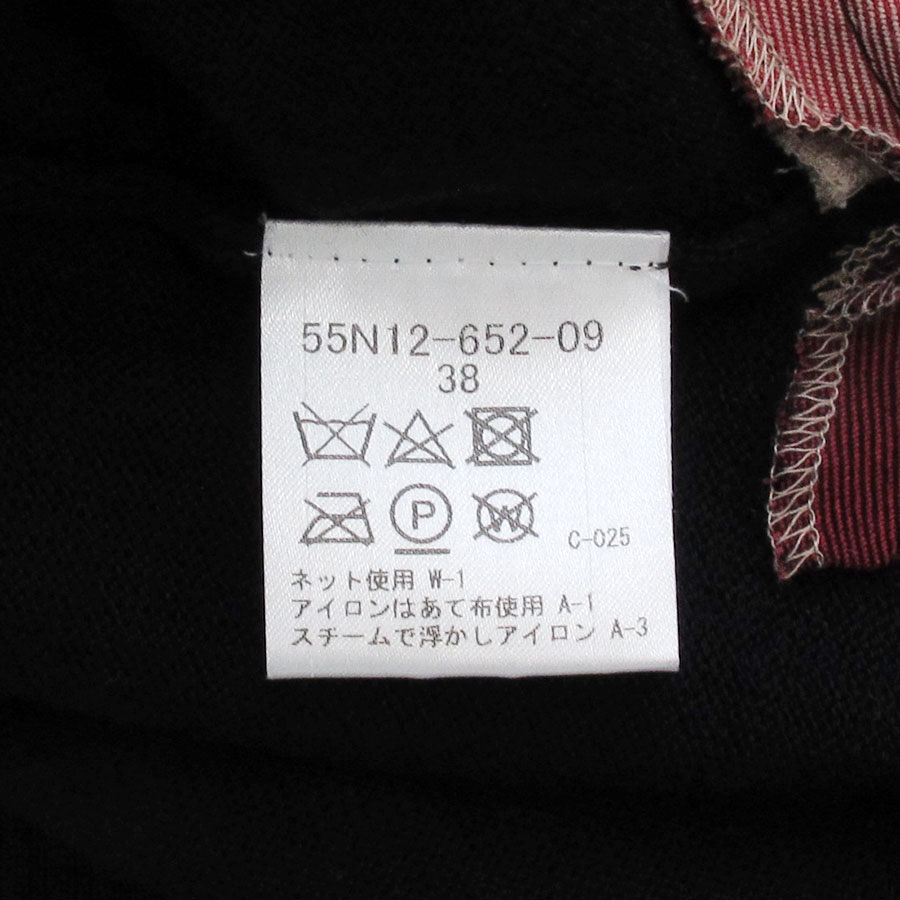 55N12-652-09
38
P W C-025
ネット使用 W-1
アイロンはあて布使用 A-1
スチームで浮かしアイロン A-3